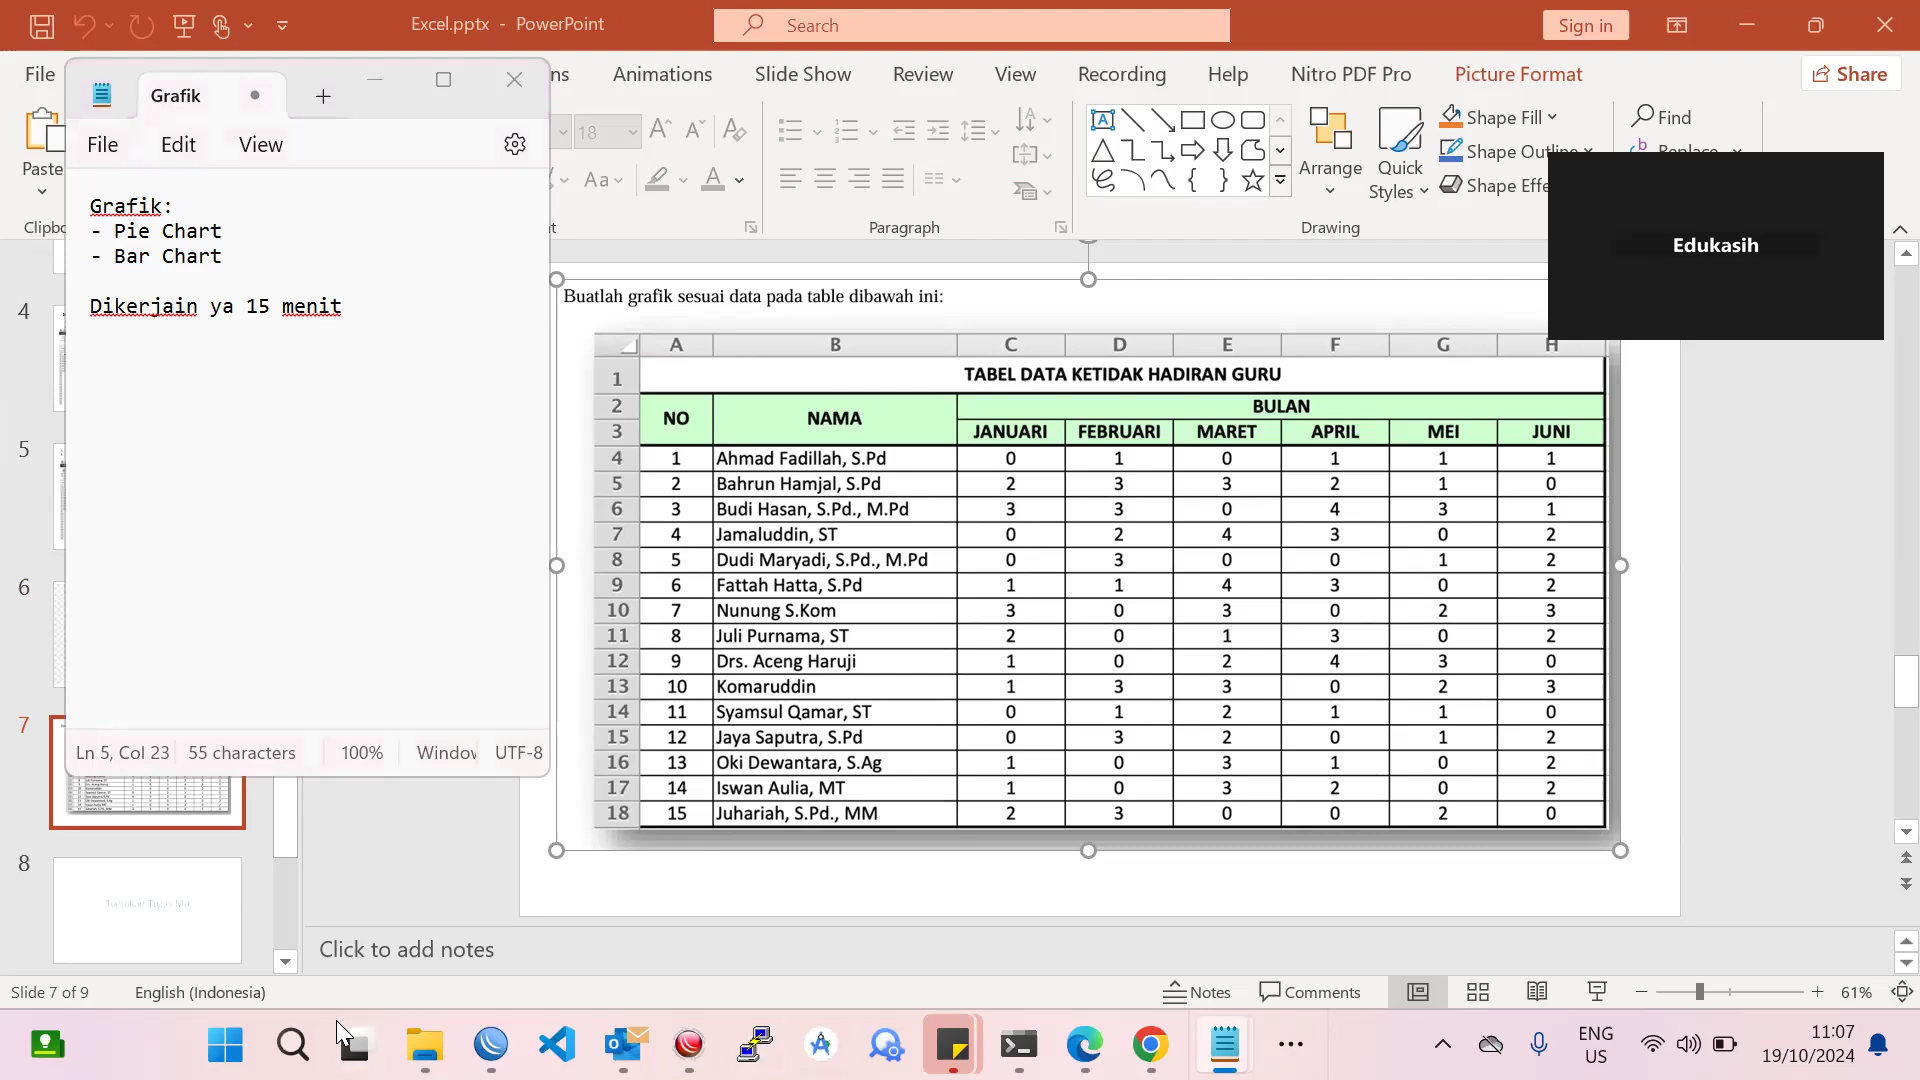 Excel.pptx - PowerPoint
Search
Sign in
File
Animations
Slide Show
Review
View
Recording
Help
Nitro PDF Pro
Picture Format
Share
Paste
18
Aa
Paragraph
Arrange
Quick
Styles
Shape Fill
Shape Outline
Find
Replace
Drawing
Edukasih
Grafik
File
Edit
View
Grafik:
- Pie Chart
- Bar Chart
Dikerjain ya 15 menit
Ln 5, Col 23
55 characters
100%
UTF-8
4
5
6
7
8
Buatlah grafik sesuai data pada table dibawah ini:
A B C D E F G H
1 TABEL DATA KETIDAK HADIRAN GURU
2 NO NAMA BULAN
3 JANUARI FEBRUARI MARET APRIL MEI JUNI
4 1 Ahmad Fadillah, S.Pd 0 1 0 1 1 1
5 2 Bahrun Hamjal, S.Pd 2 3 3 2 1 0
6 3 Budi Hasan, S.Pd., M.Pd 3 3 0 4 3 1
7 4 Jamaluddin, ST 0 2 4 3 0 2
8 5 Dudi Maryadi, S.Pd., M.Pd 0 3 0 0 1 2
9 6 Fattah Hatta, S.Pd 1 1 4 3 0 2
10 7 Nunung S.Kom 3 0 3 0 2 3
11 8 Juli Purnama, ST 2 0 1 3 0 2
12 9 Drs. Aceng Haruji 1 0 2 4 3 0
13 10 Komaruddin 1 3 3 0 2 3
14 11 Syamsul Qamar, ST 0 1 2 1 1 0
15 12 Jaya Saputra, S.Pd 0 3 2 0 1 2
16 13 Oki Dewantara, S.Ag 1 0 3 1 0 2
17 14 Iswan Aulia, MT 1 0 3 2 0 2
18 15 Juhariah, S.Pd., MM 2 3 0 0 2 0
Click to add notes
Slide 7 of 9
English (Indonesia)
Notes
Comments
61%
ENG
US
11:07
19/10/2024